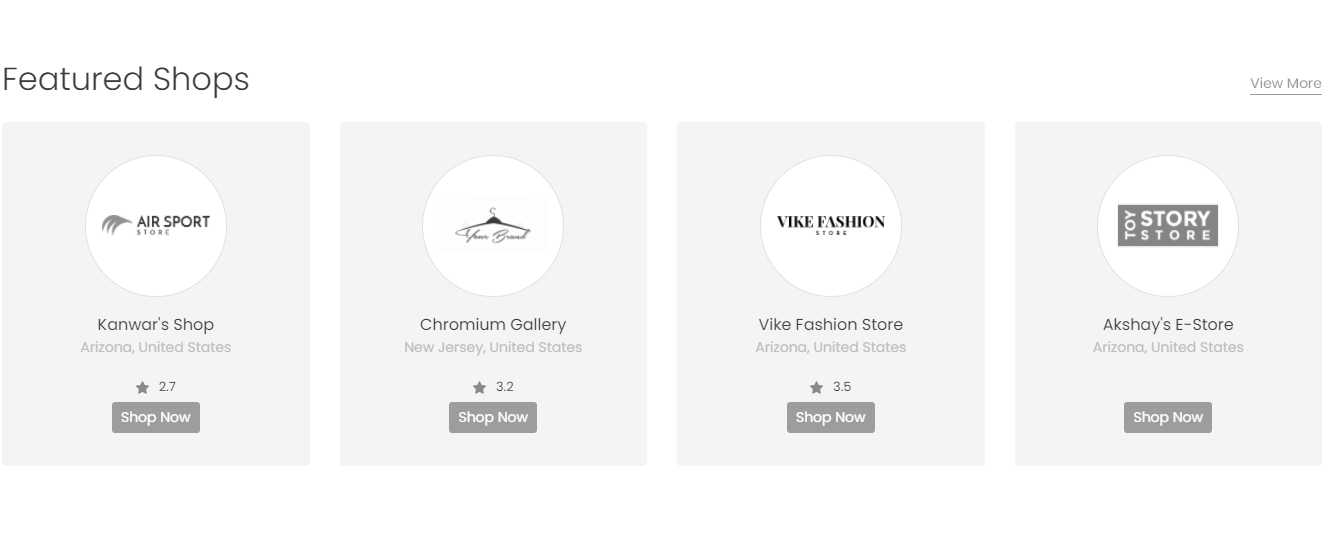 Featured Shops
View More
AIR SPORT
STORE
Your Brand
VIKE FASHION
STORE
TOY
STORY
STORE
Kanwar's Shop
Chromium Gallery
Vike Fashion Store
Akshay's E-Store
Arizona, United States
New Jersey, United States
Arizona, United States
Arizona, United States
2.7
3.2
3.5
Shop Now
Shop Now
Shop Now
Shop Now